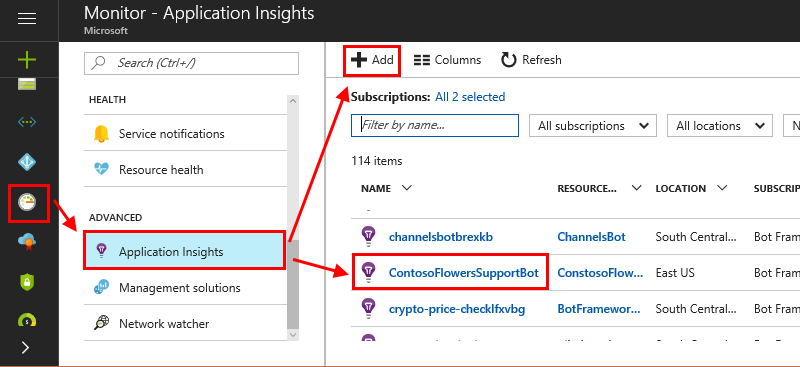 Monitor - Application Insights
Microsoft
Search (Ctrl+/)
HEALTH
Service notifications
Resource health
ADVANCED
Application Insights
Management solutions
Network watcher
Add Columns Refresh
Subscriptions: All 2 selected
Filter by name... All subscriptions All locations N
114 items
NAME RESOURCE... LOCATION SUBSCRIPT
channelsbotbrexkb ChannelsBot South Central... Bot Fram
ContosoFlowersSupportBot ConstosoFlow... East US Bot Fram
crypto-price-checklfxvbg BotFramewor... South Central... Bot Fram